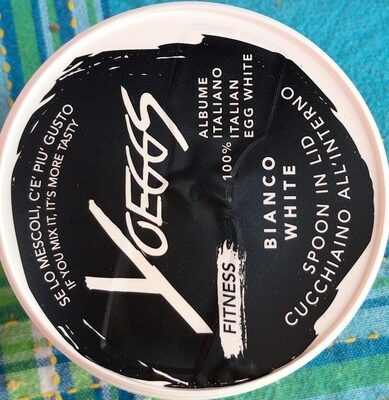 SE LO MESCOLI, C'E' PIU' GUSTO
IF YOU MIX IT, IT'S MORE TASTY
YOEGGS
FITNESS
ALBUME
ITALIANO
100% ITALIAN
EGG WHITE
BIANCO
WHITE
SPOON IN LID
CUCCHIAINO ALL'INTERNO